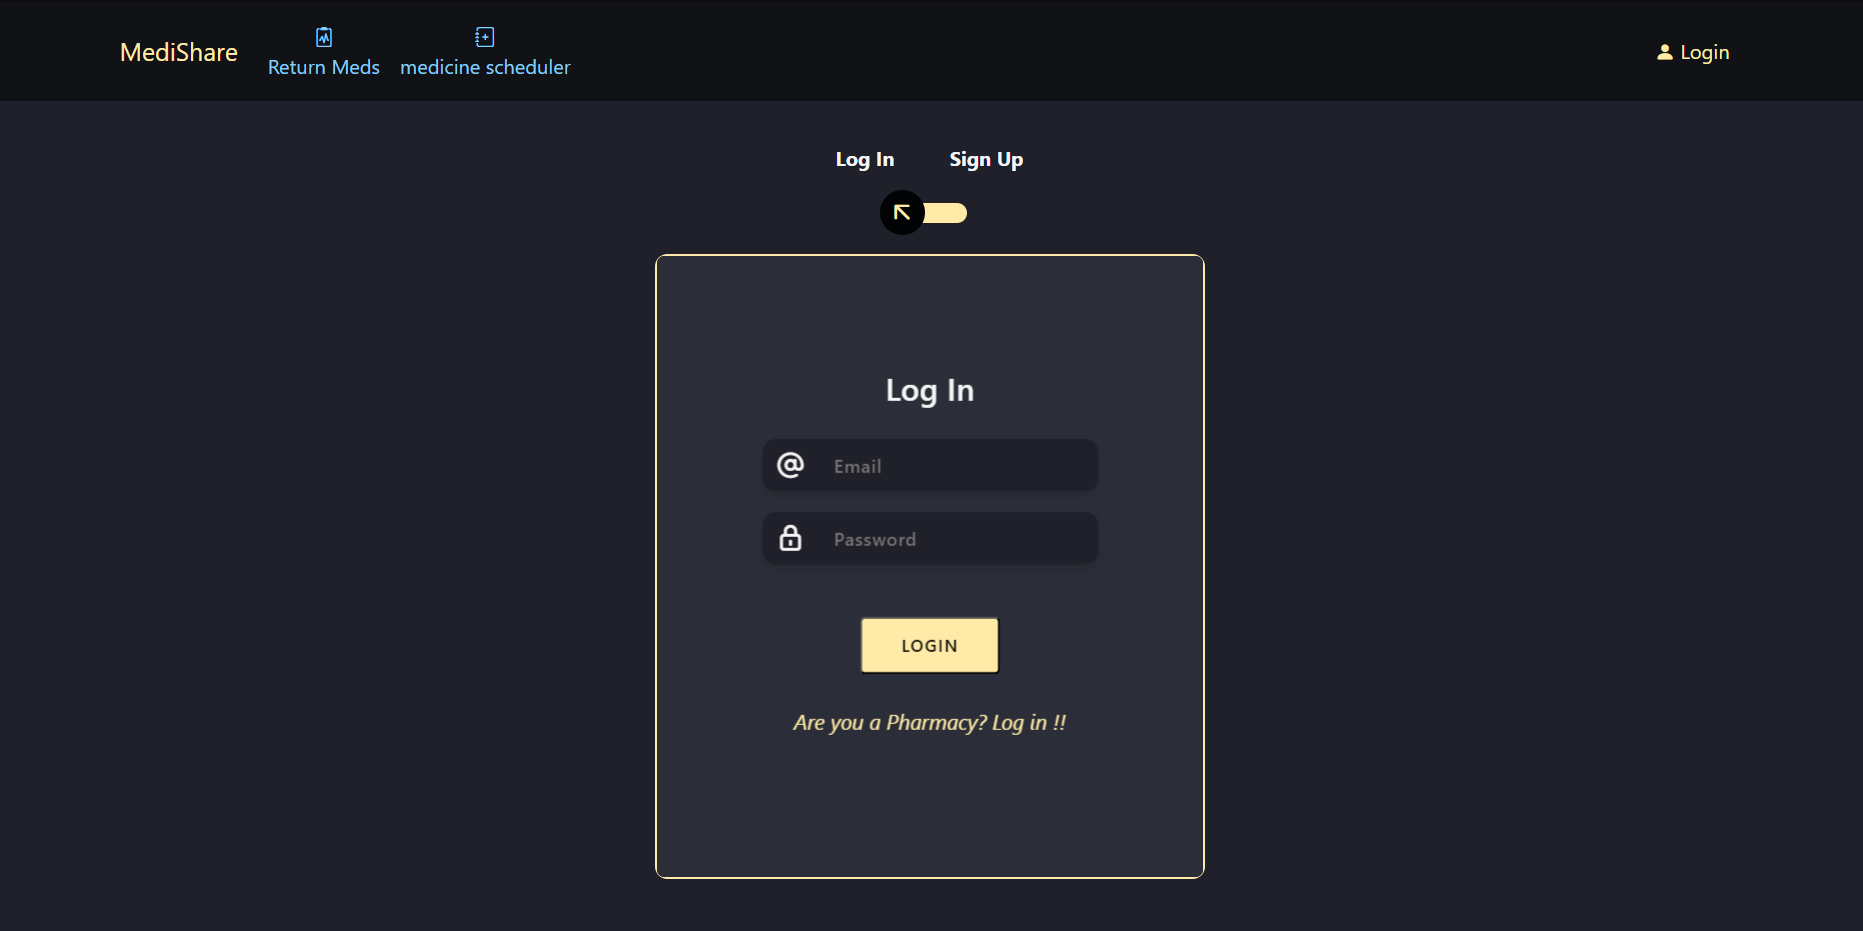 MediShare
Return Meds
medicine scheduler
Login
Log In
Sign Up
Log In
Email
Password
LOGIN
Are you a Pharmacy? Log in !!